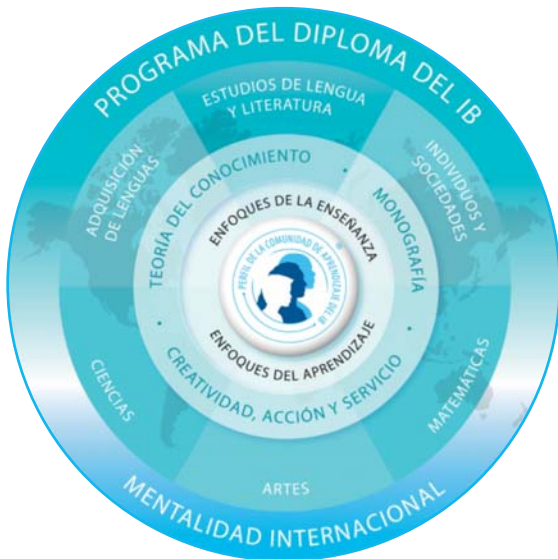 PROGRAMA DEL DIPLOMA DEL IB
ESTUDIOS DE LENGUA
Y LITERATURA
ADQUISICIÓN
DE LENGUAS
INDIVIDUOS Y
SOCIEDADES
TEORÍA DEL CONOCIMIENTO
MONOGRAFÍA
ENFOQUES DE LA ENSEÑANZA
PERFIL DE LA COMUNIDAD DE APRENDIZAJE DEL IB
®
ENFOQUES DEL APRENDIZAJE
CREATIVIDAD, ACCIÓN Y SERVICIO
CIENCIAS
MATEMÁTICAS
ARTES
MENTALIDAD INTERNACIONAL